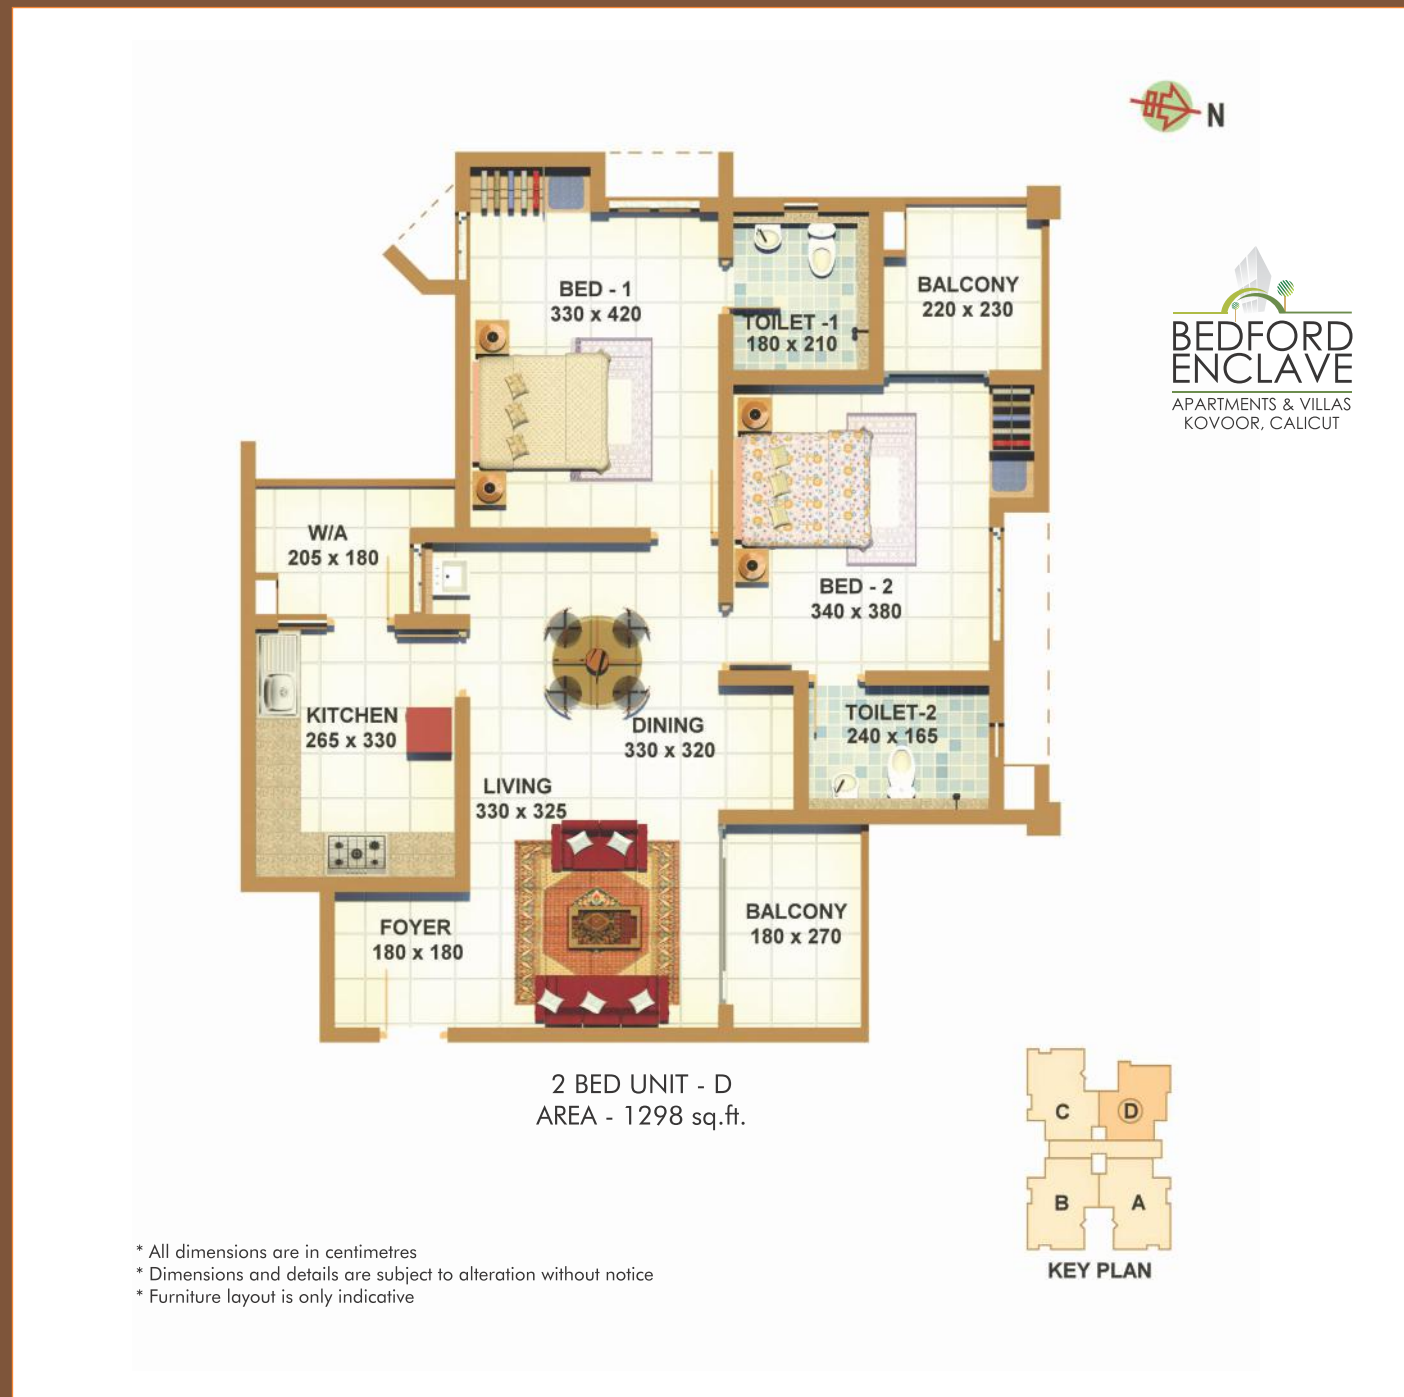 N
BEDFORD
ENCLAVE
APARTMENTS & VILLAS
KOVOOR, CALICUT
BED - 1
330 x 420
TOILET -1
180 x 210
BALCONY
220 x 230
W/A
205 x 180
BED - 2
340 x 380
KITCHEN
265 x 330
DINING
330 x 320
TOILET-2
240 x 165
LIVING
330 x 325
FOYER
180 x 180
BALCONY
180 x 270
2 BED UNIT - D
AREA - 1298 sq.ft.
C
D
B
A
KEY PLAN
* All dimensions are in centimetres
* Dimensions and details are subject to alteration without notice
* Furniture layout is only indicative